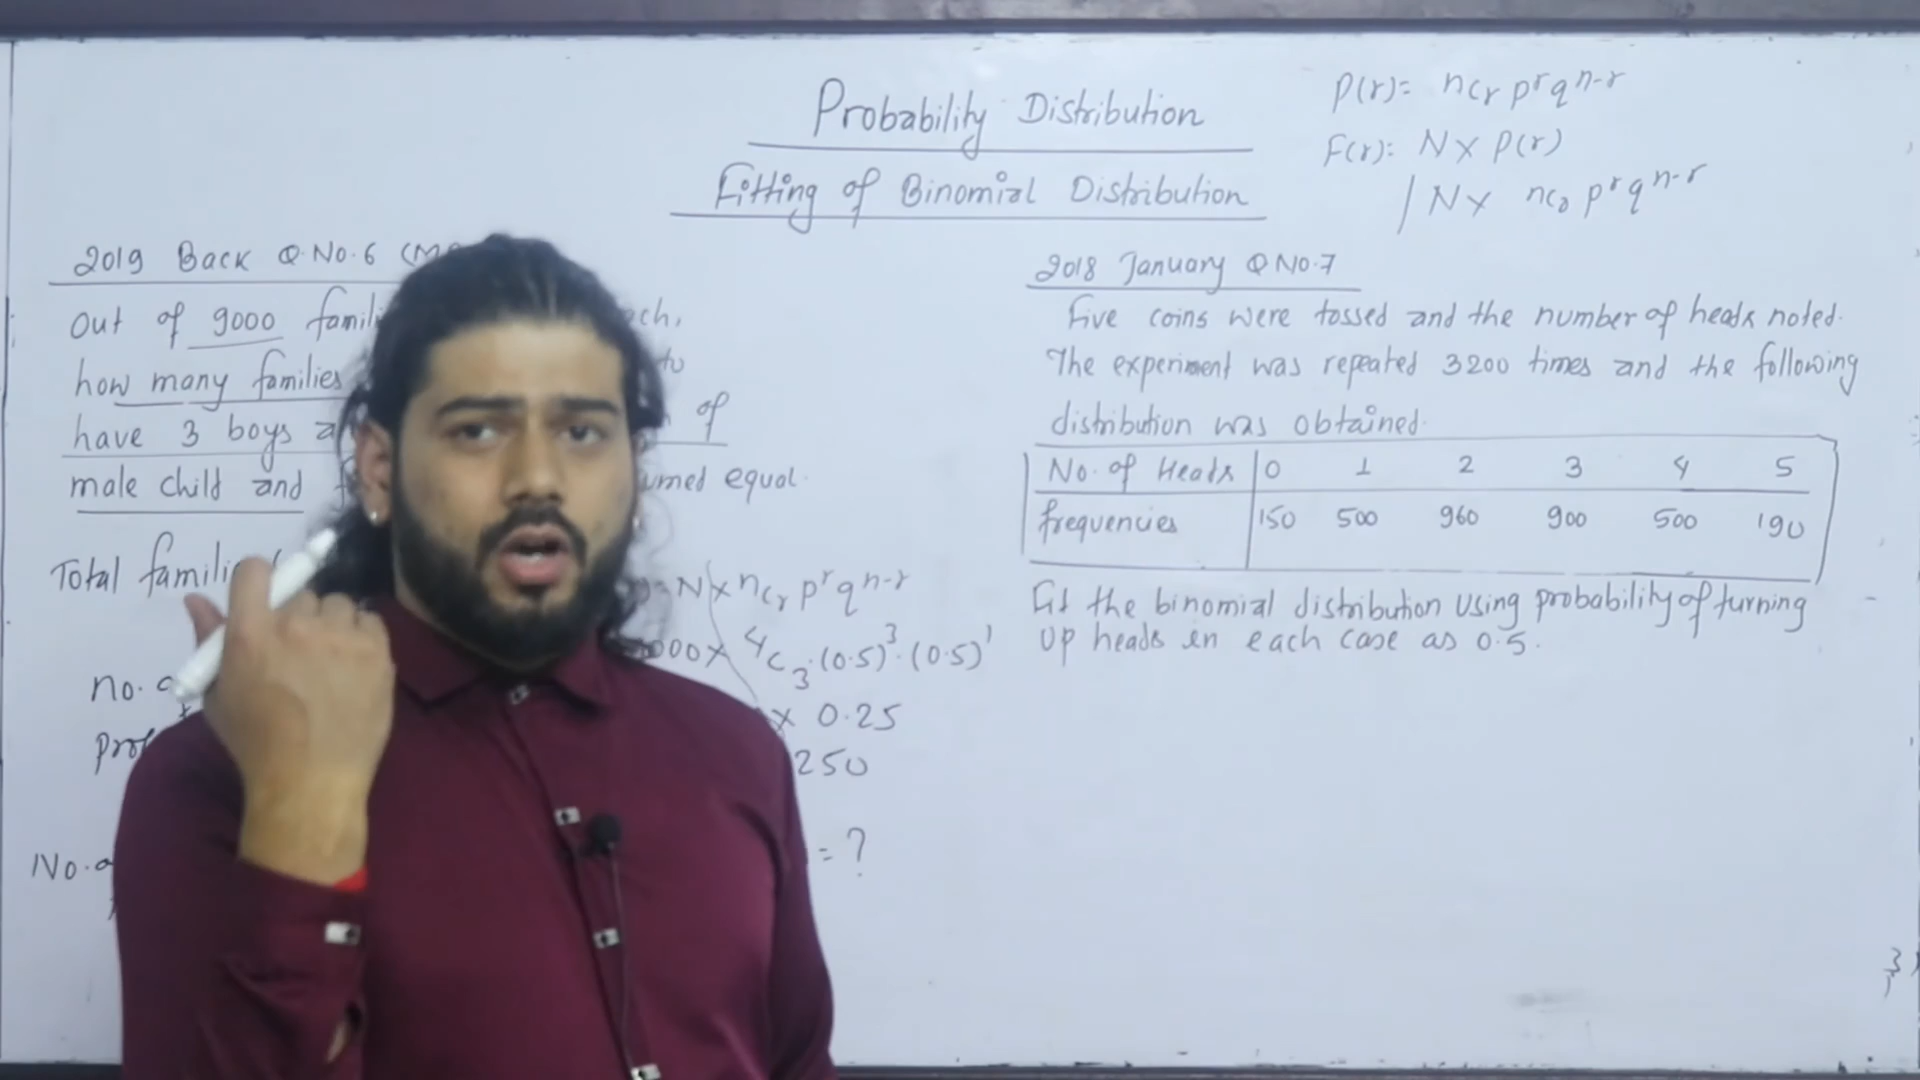 Probability Distribution
Fitting of Binomial Distribution
P(r)= ncr p^r q^n-r
F(r)= N x P(r)
N x nc p^r q^n-r
2019 Back Q.No.6
Out of 9000
how many families
have 3 boys
of
male child and
umed equal.
Total
N x ncr p^r q^n-r
000 x 4c3 . (0.5)^3 . (0.5)^1
no.
x 0.25
250
No.
= ?
2018 January Q No.7
Five coins were tossed and the number of heads noted.
The experiment was repeated 3200 times and the following
distribution was obtained.
No. of Heads 0 1 2 3 4 5
frequencies 150 500 960 900 500 190
Fit the binomial distribution using probability of turning
up heads in each case as 0.5.